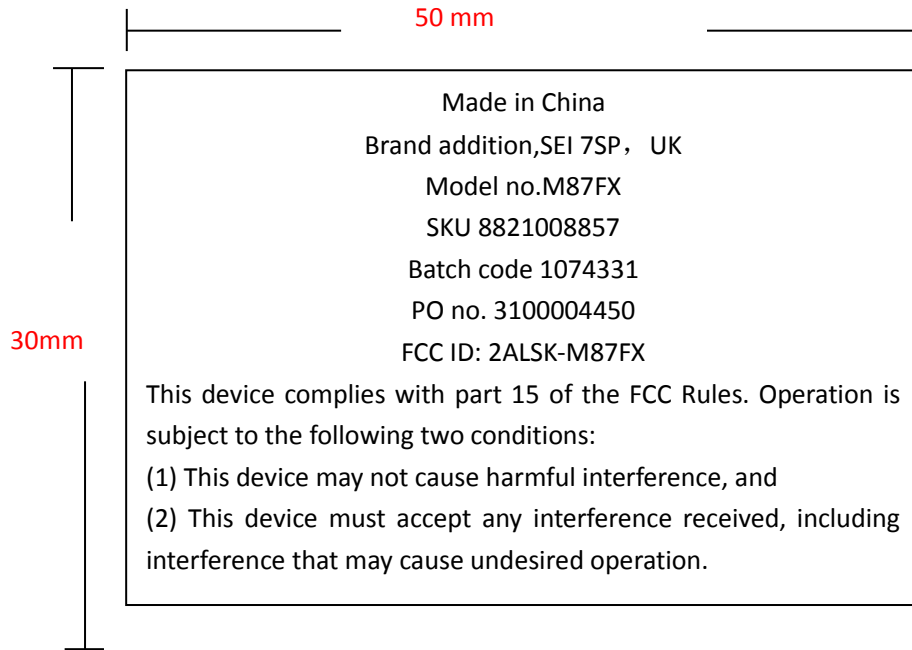 50 mm
Made in China
Brand addition,SEI 7SP，UK
Model no.M87FX
SKU 8821008857
Batch code 1074331
PO no. 3100004450
30mm
FCC ID: 2ALSK-M87FX
This device complies with part 15 of the FCC Rules. Operation is
subject to the following two conditions:
(1) This device may not cause harmful interference, and
(2) This device must accept any interference received, including
interference that may cause undesired operation.